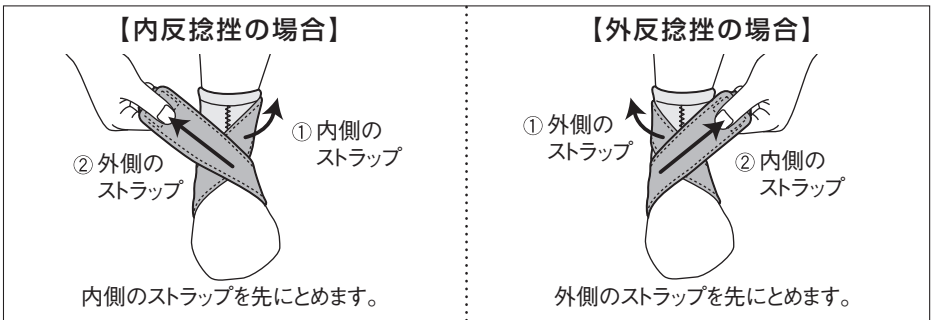 【内反捻挫の場合】
① 内側の
ストラップ
② 外側の
ストラップ
内側のストラップを先にとめます。
【外反捻挫の場合】
① 外側の
ストラップ
② 内側の
ストラップ
外側のストラップを先にとめます。